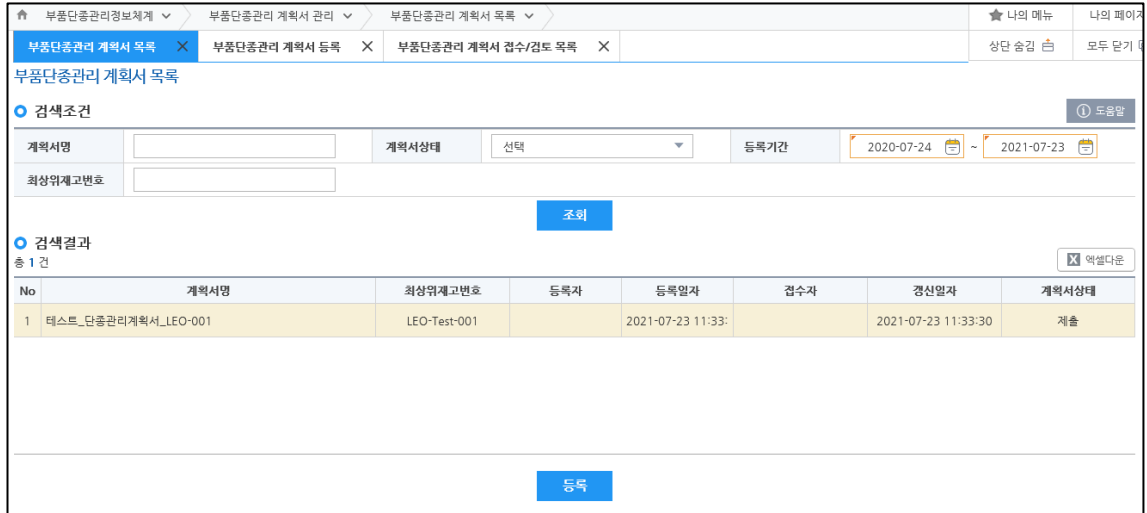 부품단종관리정보체계 부품단종관리 계획서 관리 부품단종관리 계획서 목록 나의 메뉴 나의 페이지
부품단종관리 계획서 목록 부품단종관리 계획서 등록 부품단종관리 계획서 접수/검토 목록 상단 숨김 모두 닫기
부품단종관리 계획서 목록
검색조건 도움말
계획서명 계획서상태 선택 등록기간 2020-07-24 ~ 2021-07-23
최상위재고번호
조회
검색결과
총 1 건 엑셀다운
No 계획서명 최상위재고번호 등록자 등록일자 접수자 갱신일자 계획서상태
1 테스트_단종관리계획서_LEO-001 LEO-Test-001 2021-07-23 11:33: 2021-07-23 11:33:30 제출
등록